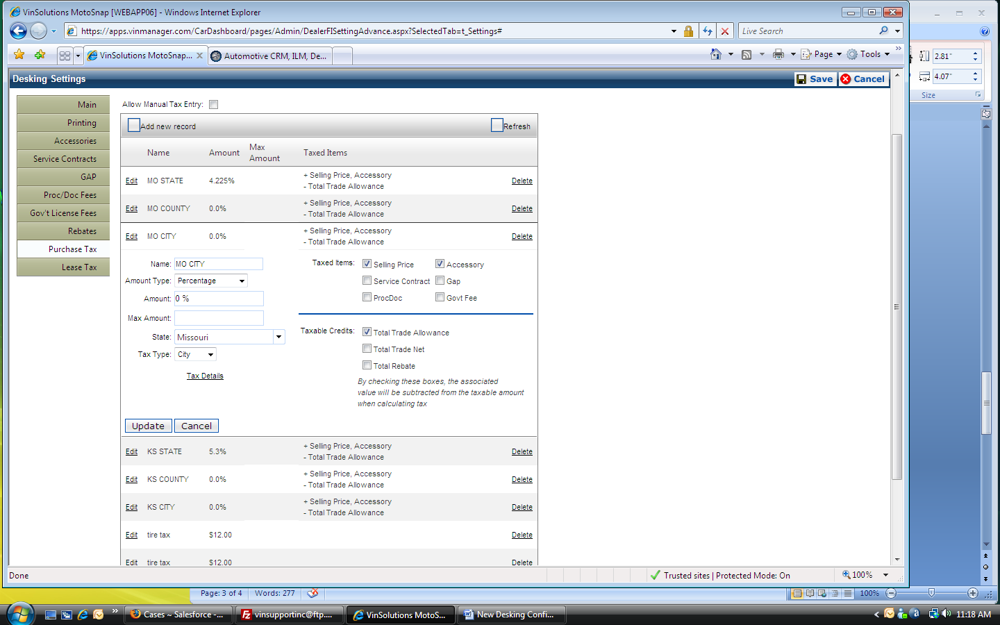 VinSolutions MotoSnap [WEBAPP06] - Windows Internet Explorer
https://apps.vinmanager.com/CarDashboard/pages/Admin/DealerFISettingAdvance.aspx?SelectedTab=t_Settings#
Live Search
VinSolutions MotoSnap...
Automotive CRM, ILM, De...
Page
Tools
2.81"
4.07"
Size
Desking Settings
Save
Cancel
Main
Printing
Accessories
Service Contracts
GAP
Proc/Doc Fees
Gov't License Fees
Rebates
Purchase Tax
Lease Tax
Allow Manual Tax Entry:
Add new record
Refresh
Name
Amount
Max Amount
Taxed Items
Edit MO STATE 4.225% + Selling Price, Accessory
- Total Trade Allowance
Delete
Edit MO COUNTY 0.0% + Selling Price, Accessory
- Total Trade Allowance
Delete
Edit MO CITY 0.0% + Selling Price, Accessory
- Total Trade Allowance
Delete
Name: MO CITY
Amount Type: Percentage
Amount: 0 %
Max Amount:
State: Missouri
Tax Type: City
Tax Details
Taxed Items: Selling Price Accessory
Service Contract Gap
ProcDoc Govt Fee
Taxable Credits: Total Trade Allowance
Total Trade Net
Total Rebate
By checking these boxes, the associated
value will be subtracted from the taxable amount
when calculating tax
Update Cancel
Edit KS STATE 5.3% + Selling Price, Accessory
- Total Trade Allowance
Delete
Edit KS COUNTY 0.0% + Selling Price, Accessory
- Total Trade Allowance
Delete
Edit KS CITY 0.0% + Selling Price, Accessory
- Total Trade Allowance
Delete
Edit tire tax $12.00 Delete
Edit tire tax $12.00 Delete
Done
Trusted sites | Protected Mode: On
100%
Page: 3 of 4
Words: 277
100%
Cases ~ Salesforce -...
vinsupportinc@ftp....
VinSolutions MotoS...
New Desking Confi...
11:18 AM